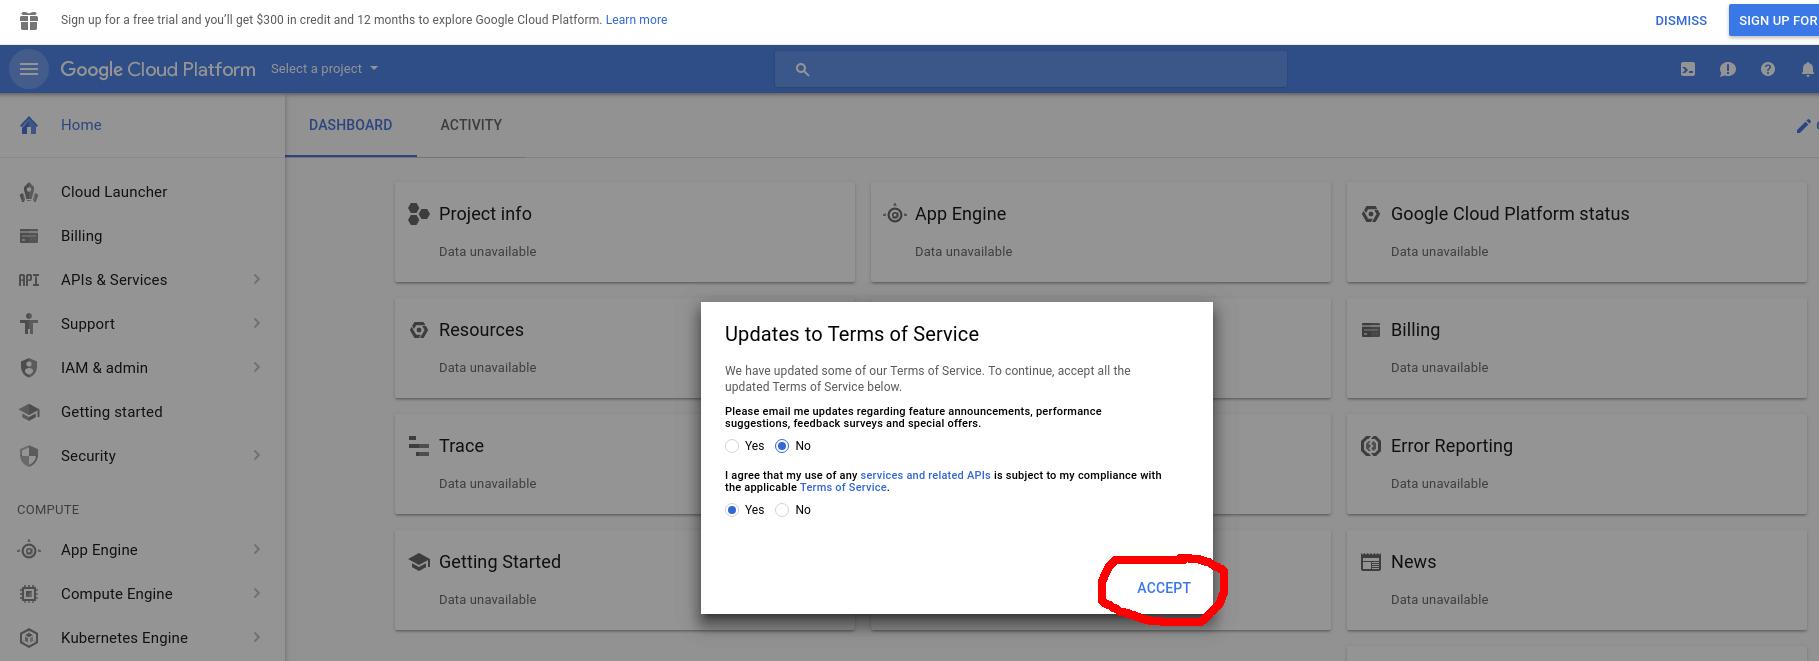 Sign up for a free trial and you'll get $300 in credit and 12 months to explore Google Cloud Platform. Learn more
DISMISS
SIGN UP FOR
Google Cloud Platform
Select a project
Home
DASHBOARD
ACTIVITY
Cloud Launcher
Billing
API
APIs & Services
Support
IAM & admin
Getting started
Security
COMPUTE
App Engine
Compute Engine
Kubernetes Engine
Project info
Data unavailable
App Engine
Data unavailable
Google Cloud Platform status
Data unavailable
Resources
Data unavailable
Billing
Data unavailable
Trace
Data unavailable
Error Reporting
Data unavailable
Getting Started
Data unavailable
News
Data unavailable
Updates to Terms of Service
We have updated some of our Terms of Service. To continue, accept all the
updated Terms of Service below.
Please email me updates regarding feature announcements, performance
suggestions, feedback surveys and special offers.
Yes No
I agree that my use of any services and related APIs is subject to my compliance with
the applicable Terms of Service.
Yes No
ACCEPT